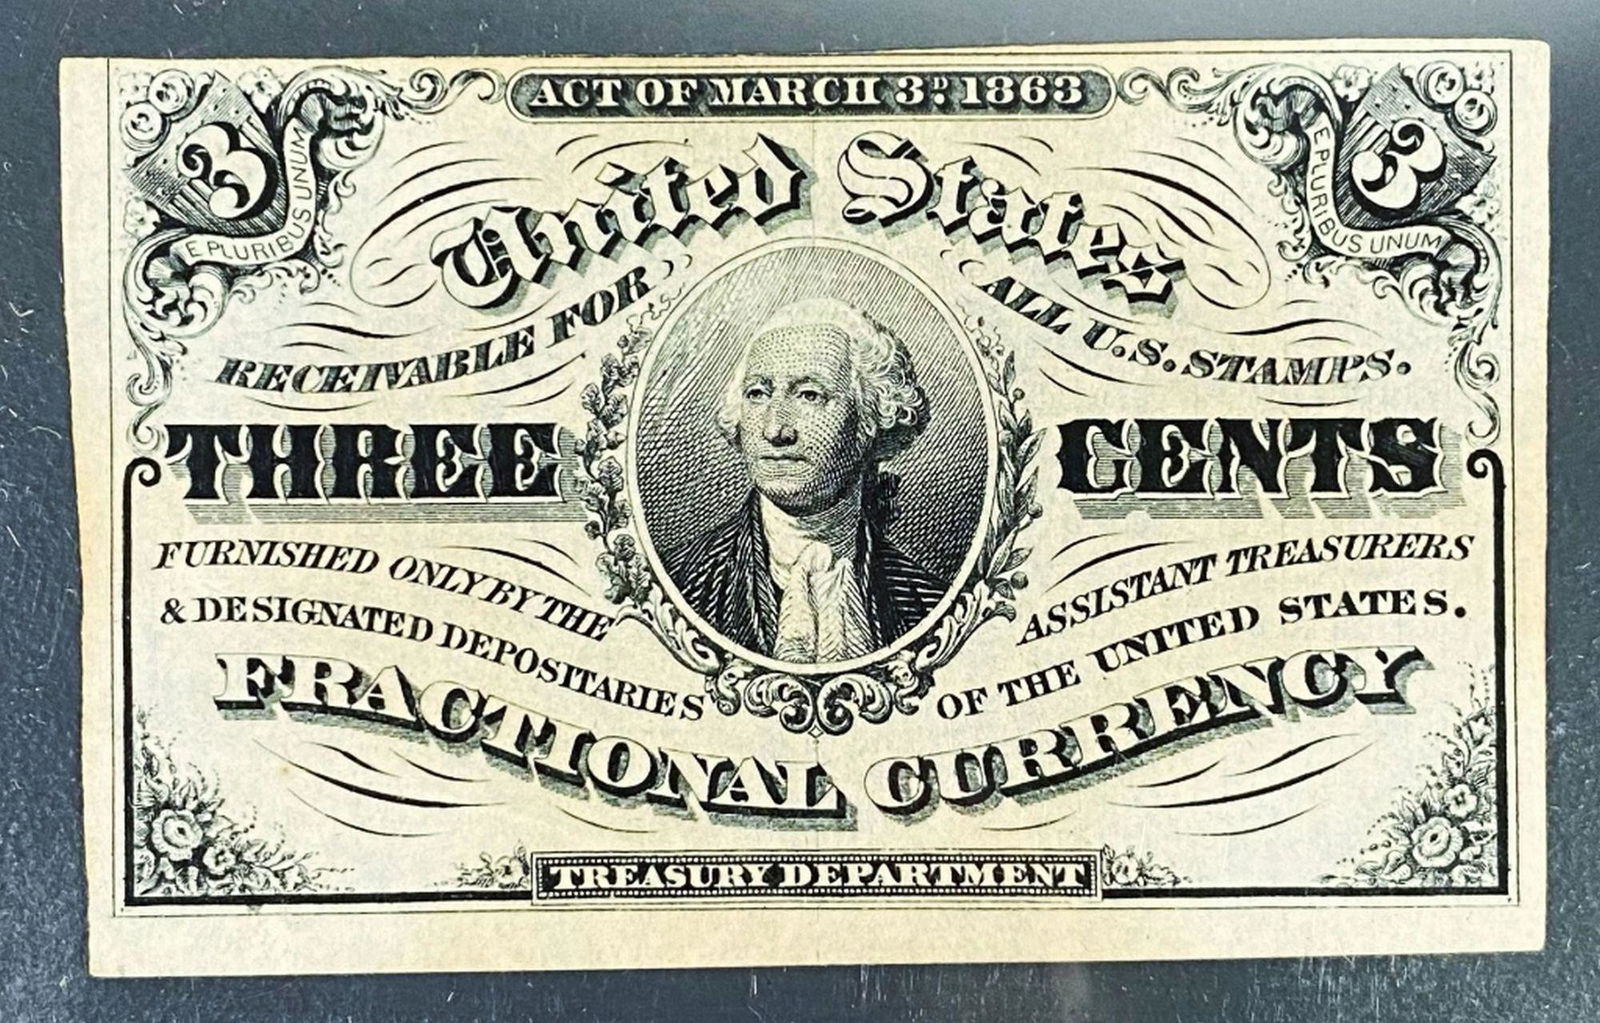 ACT OF MARCH 3D. 1863
3
3
E PLURIBUS UNUM
E PLURIBUS UNUM
United States
RECEIVABLE FOR ALL U.S. STAMPS.
THREE CENTS
FURNISHED ONLY BY THE ASSISTANT TREASURERS
& DESIGNATED DEPOSITARIES OF THE UNITED STATES.
FRACTIONAL CURRENCY
TREASURY DEPARTMENT